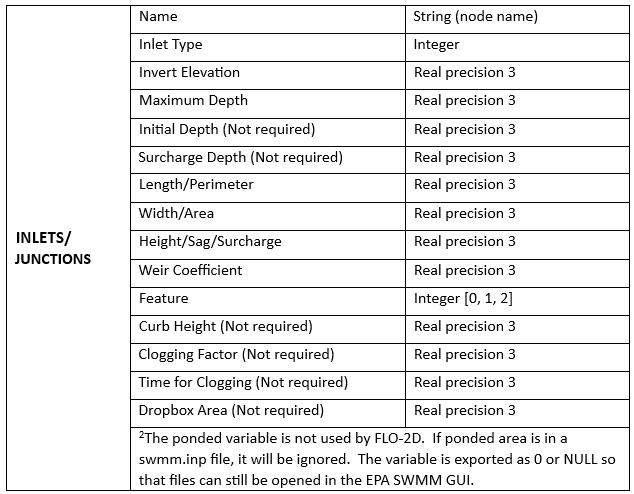 Name String (node name)
Inlet Type Integer
Invert Elevation Real precision 3
Maximum Depth Real precision 3
Initial Depth (Not required) Real precision 3
Surcharge Depth (Not required) Real precision 3
Length/Perimeter Real precision 3
Width/Area Real precision 3
INLETS/
JUNCTIONS
Height/Sag/Surcharge Real precision 3
Weir Coefficient Real precision 3
Feature Integer [0, 1, 2]
Curb Height (Not required) Real precision 3
Clogging Factor (Not required) Real precision 3
Time for Clogging (Not required) Real precision 3
Dropbox Area (Not required) Real precision 3
²The ponded variable is not used by FLO-2D.  If ponded area is in a
swmm.inp file, it will be ignored.  The variable is exported as 0 or NULL so
that files can still be opened in the EPA SWMM GUI.